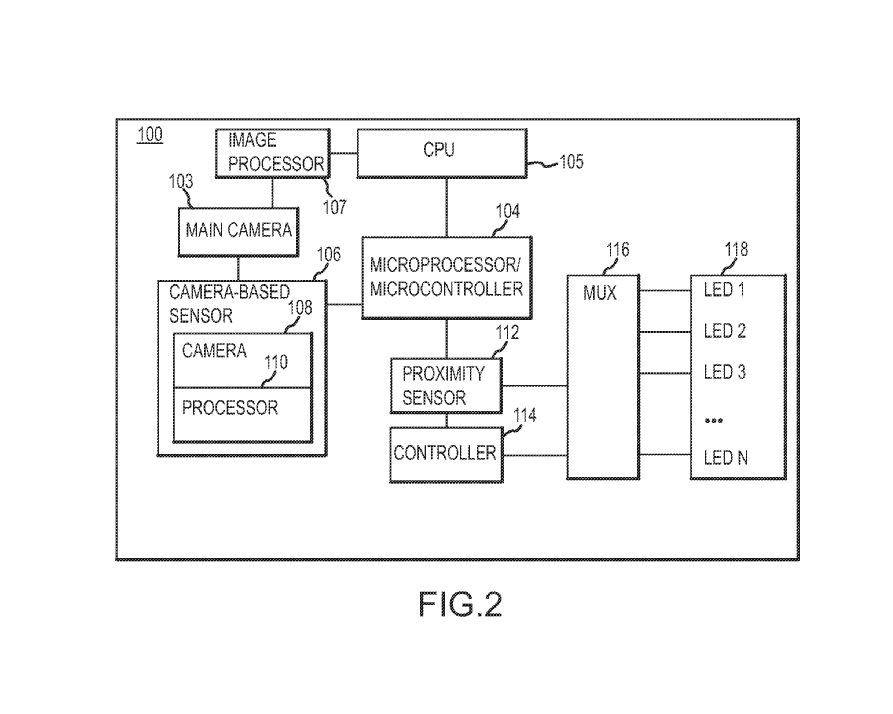 100
IMAGE
PROCESSOR
107
CPU
105
103
MAIN CAMERA
104
MICROPROCESSOR/
MICROCONTROLLER
106
CAMERA-BASED
SENSOR
108
CAMERA
110
PROCESSOR
112
PROXIMITY
SENSOR
114
CONTROLLER
116
MUX
118
LED 1
LED 2
LED 3
...
LED N
FIG.2